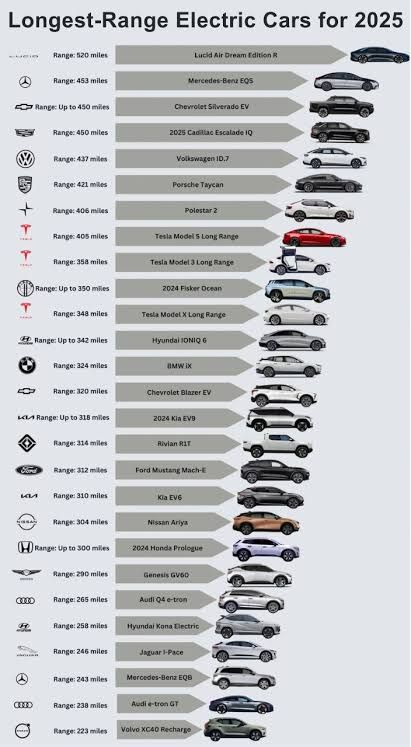 Longest-Range Electric Cars for 2025
LUCID Range: 520 miles Lucid Air Dream Edition R
Range: 453 miles Mercedes-Benz EQS
Range: Up to 450 miles Chevrolet Silverado EV
Range: 450 miles 2025 Cadillac Escalade IQ
Range: 437 miles Volkswagen ID.7
Range: 421 miles Porsche Taycan
Range: 406 miles Polestar 2
TESLA Range: 405 miles Tesla Model S Long Range
TESLA Range: 358 miles Tesla Model 3 Long Range
Range: Up to 350 miles 2024 Fisker Ocean
TESLA Range: 348 miles Tesla Model X Long Range
HYUNDAI Range: Up to 342 miles Hyundai IONIQ 6
Range: 324 miles BMW iX
Range: 320 miles Chevrolet Blazer EV
KIA Range: Up to 318 miles 2024 Kia EV9
Range: 314 miles Rivian R1T
Ford Range: 312 miles Ford Mustang Mach-E
KIA Range: 310 miles Kia EV6
NISSAN Range: 304 miles Nissan Ariya
Range: Up to 300 miles 2024 Honda Prologue
Range: 290 miles Genesis GV60
Range: 265 miles Audi Q4 e-tron
HYUNDAI Range: 258 miles Hyundai Kona Electric
JAGUAR Range: 246 miles Jaguar I-Pace
Range: 243 miles Mercedes-Benz EQB
Range: 238 miles Audi e-tron GT
Range: 223 miles Volvo XC40 Recharge